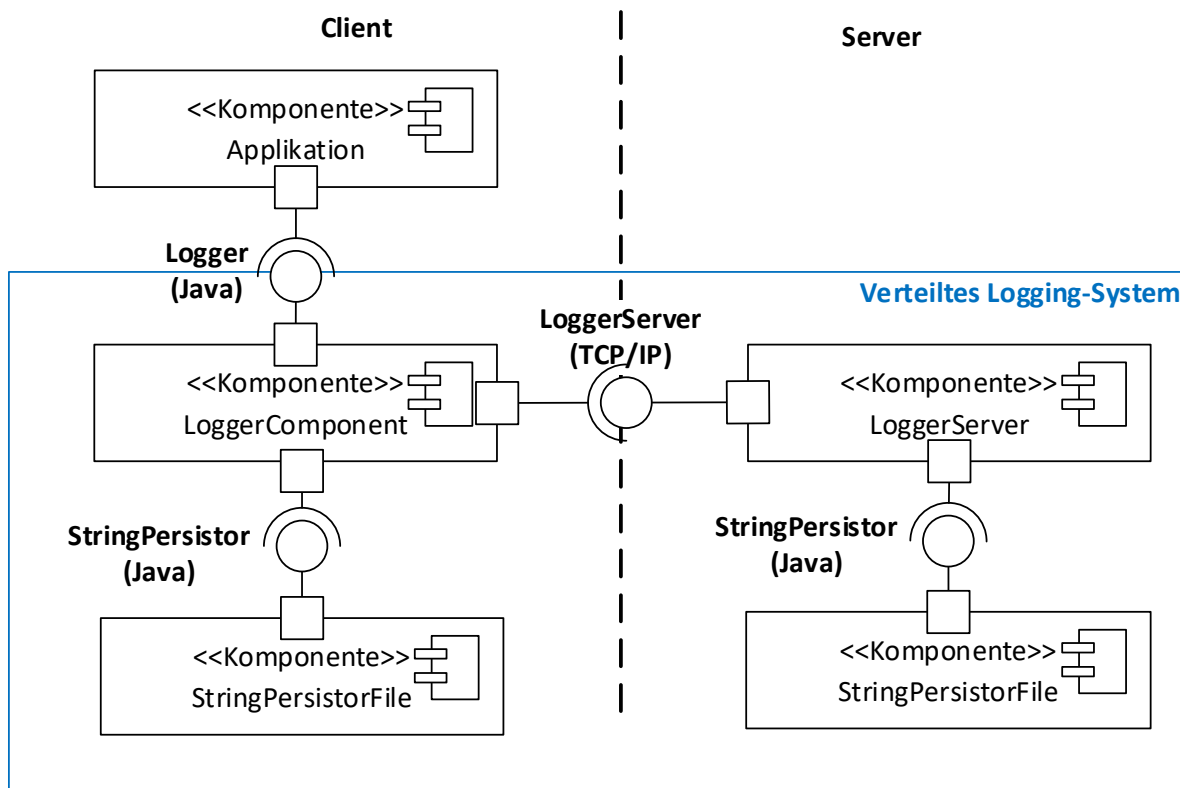 Client
Server
<<Komponente>>
Applikation
Logger
(Java)
Verteiltes Logging-System
LoggerServer
(TCP/IP)
<<Komponente>>
LoggerComponent
<<Komponente>>
LoggerServer
StringPersistor
(Java)
StringPersistor
(Java)
<<Komponente>>
StringPersistorFile
<<Komponente>>
StringPersistorFile